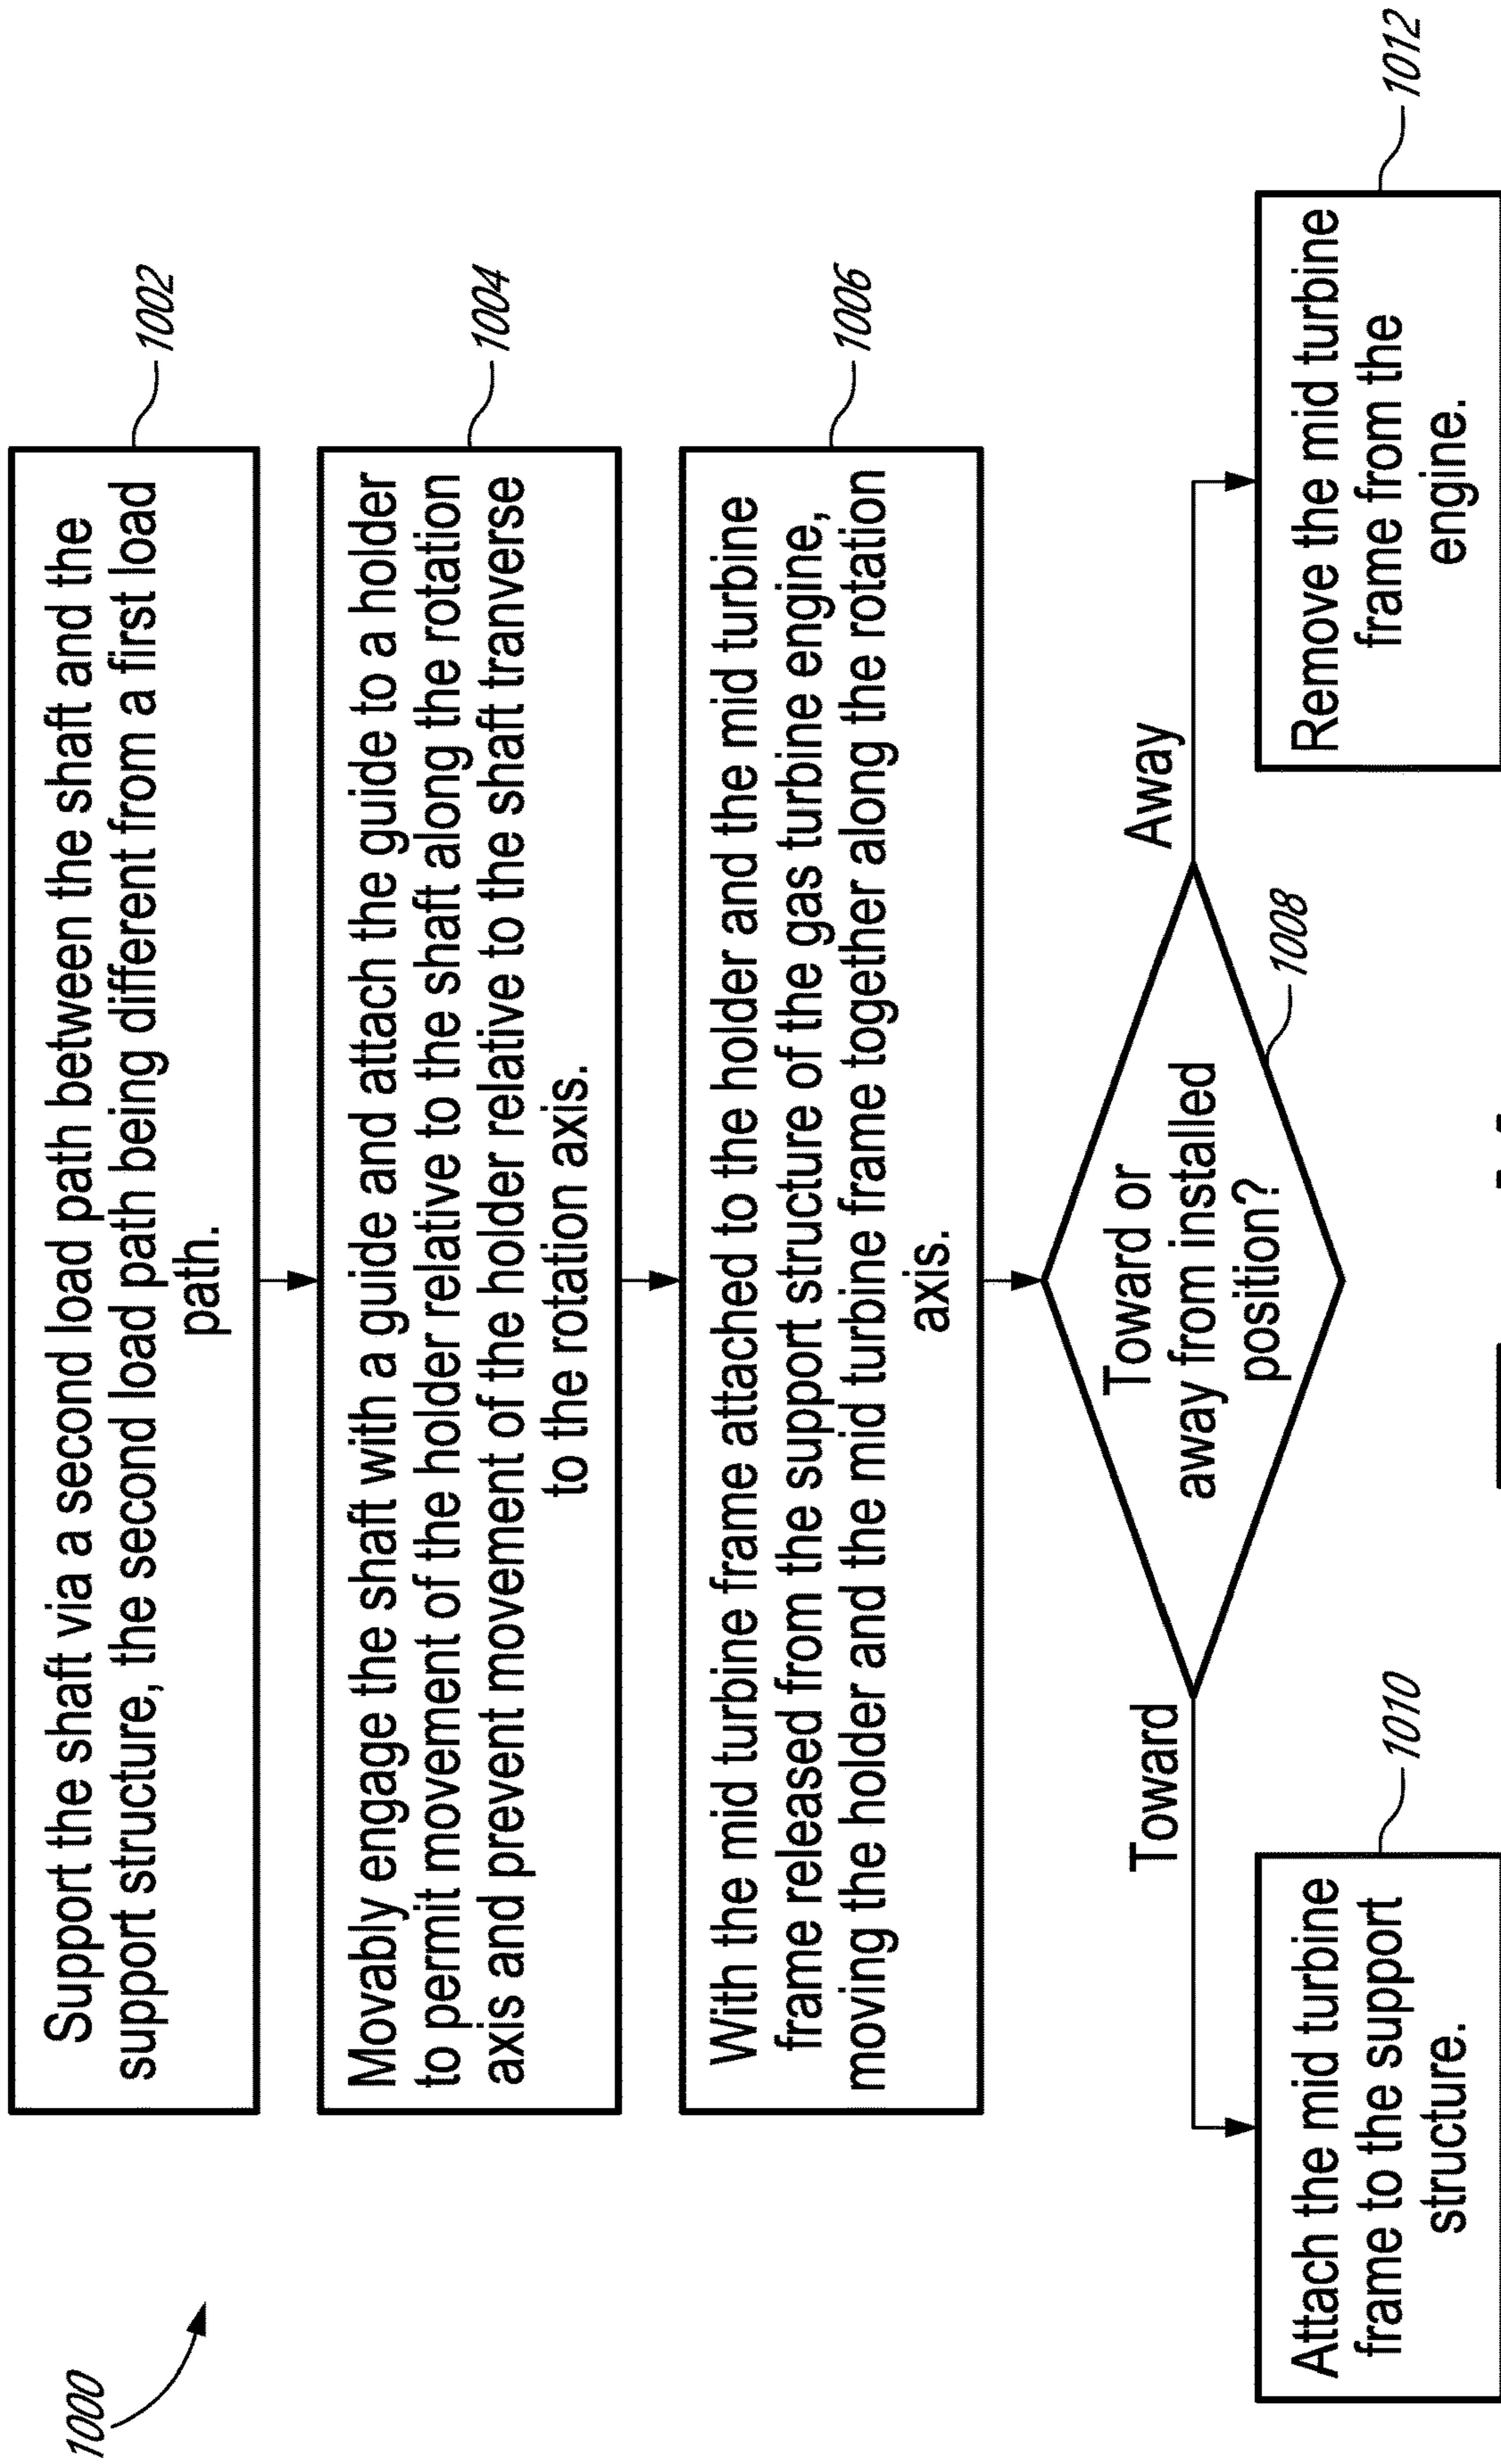 1000
Support the shaft via a second load path between the shaft and the
support structure, the second load path being different from a first load
path.
1002
Movably engage the shaft with a guide and attach the guide to a holder
to permit movement of the holder relative to the shaft along the rotation
axis and prevent movement of the holder relative to the shaft tranverse
to the rotation axis.
1004
With the mid turbine frame attached to the holder and the mid turbine
frame released from the support structure of the gas turbine engine,
moving the holder and the mid turbine frame together along the rotation
axis.
1006
Toward or
away from installed
position?
1008
Toward
Away
Attach the mid turbine
frame to the support
structure.
1010
Remove the mid turbine
frame from the
engine.
1012